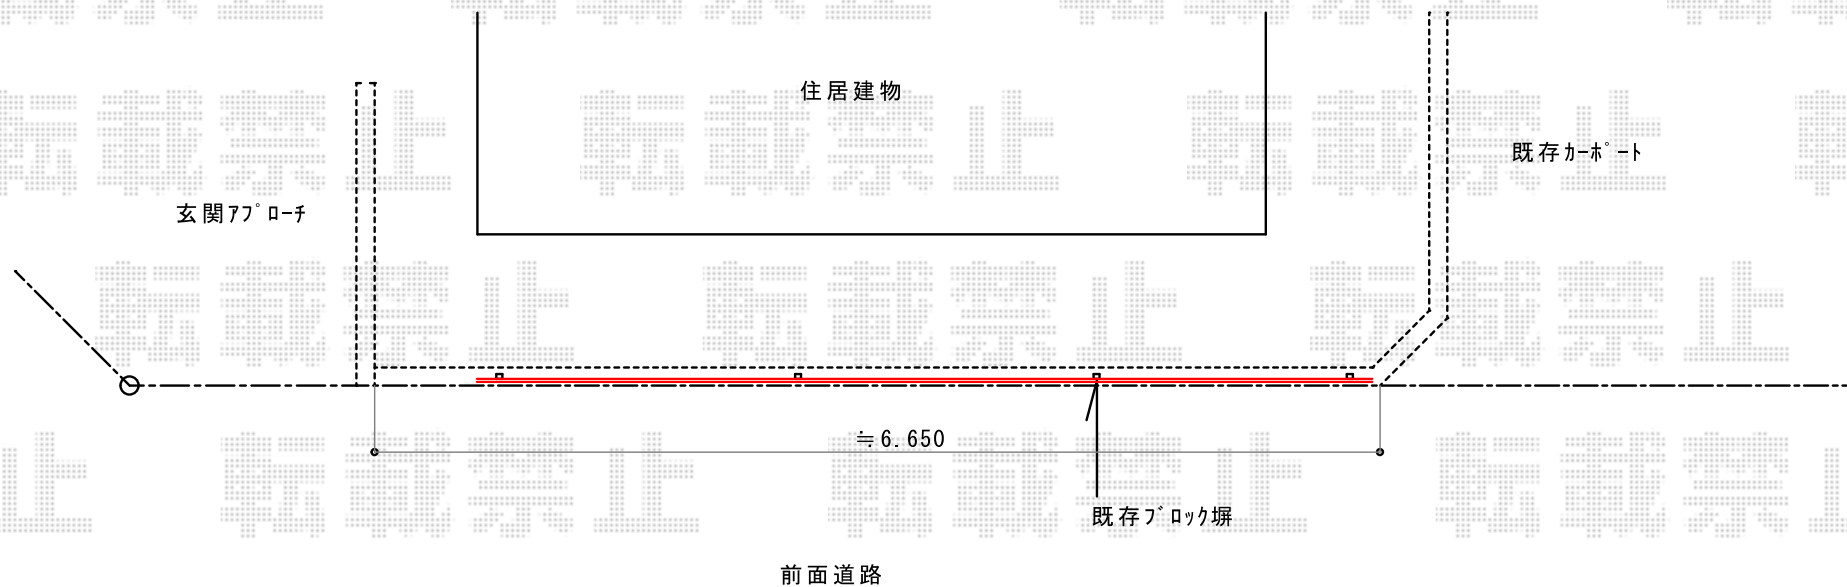 住居建物
既存ｶｰﾎﾟｰﾄ
玄関ｱﾌﾟﾛｰﾁ
≒6.650
既存ﾌﾞﾛｯｸ塀
前面道路
転載禁止